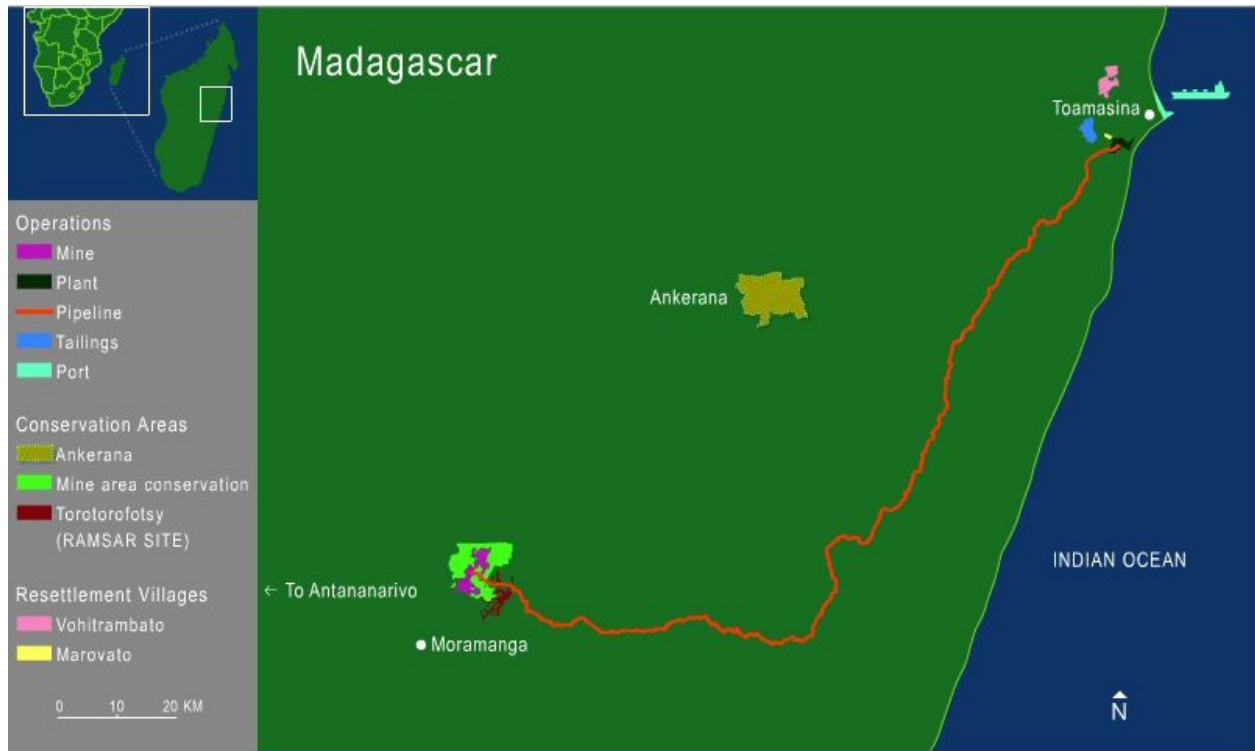 Madagascar
Toamasina
Ankerana
INDIAN OCEAN
← To Antananarivo
Moramanga
N
Operations
Mine
Plant
Pipeline
Tailings
Port
Conservation Areas
Ankerana
Mine area conservation
Torotorofotsy
(RAMSAR SITE)
Resettlement Villages
Vohitrambato
Marovato
0 10 20 KM